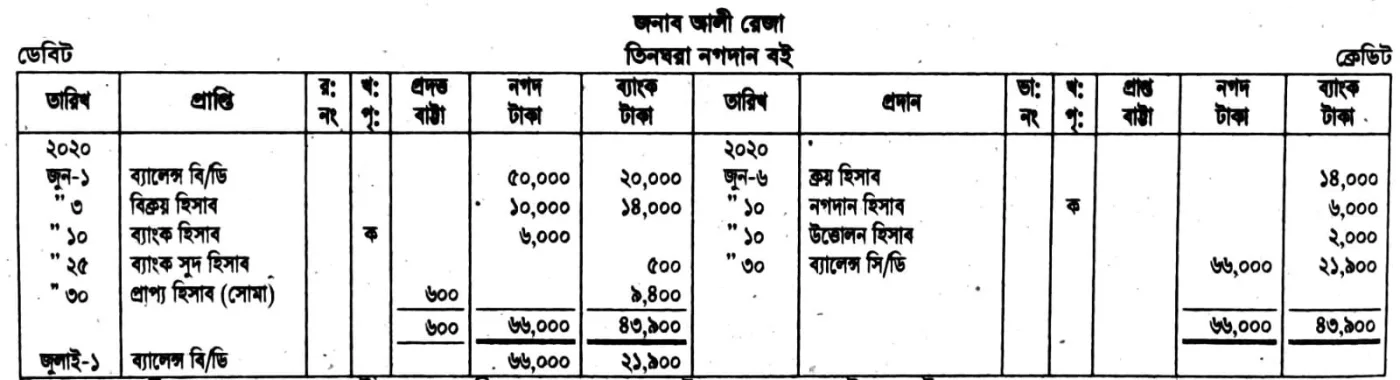 জনাব আলী রেজা
ডেবিট তিনঘরা নগদান বই ক্রেডিট
তারিখ প্রাপ্তি র: নং খ: পৃ: প্রদত্ত বাট্টা নগদ টাকা ব্যাংক টাকা তারিখ প্রদান ভা: নং খ: পৃ: প্রাপ্ত বাট্টা নগদ টাকা ব্যাংক টাকা
২০২০ ২০২০
জুন-১ ব্যালেন্স বি/ডি ৫০,০০০ ২০,০০০ জুন-৬ ক্রয় হিসাব ১৪,০০০
" ৩ বিক্রয় হিসাব ১০,০০০ ১৪,০০০ " ১০ নগদান হিসাব ক ৬,০০০
" ১০ ব্যাংক হিসাব ক ৬,০০০ " ১০ উত্তোলন হিসাব ২,০০০
" ২৫ ব্যাংক সুদ হিসাব ৫০০ " ৩০ ব্যালেন্স সি/ডি ৬৬,০০০ ২১,৯০০
" ৩০ প্রাপ্য হিসাব (সোমা) ৬০০ ৯,৪০০
৬০০ ৬৬,০০০ ৪৩,৯০০ ৬৬,০০০ ৪৩,৯০০
জুলাই-১ ব্যালেন্স বি/ডি ৬৬,০০০ ২১,৯০০